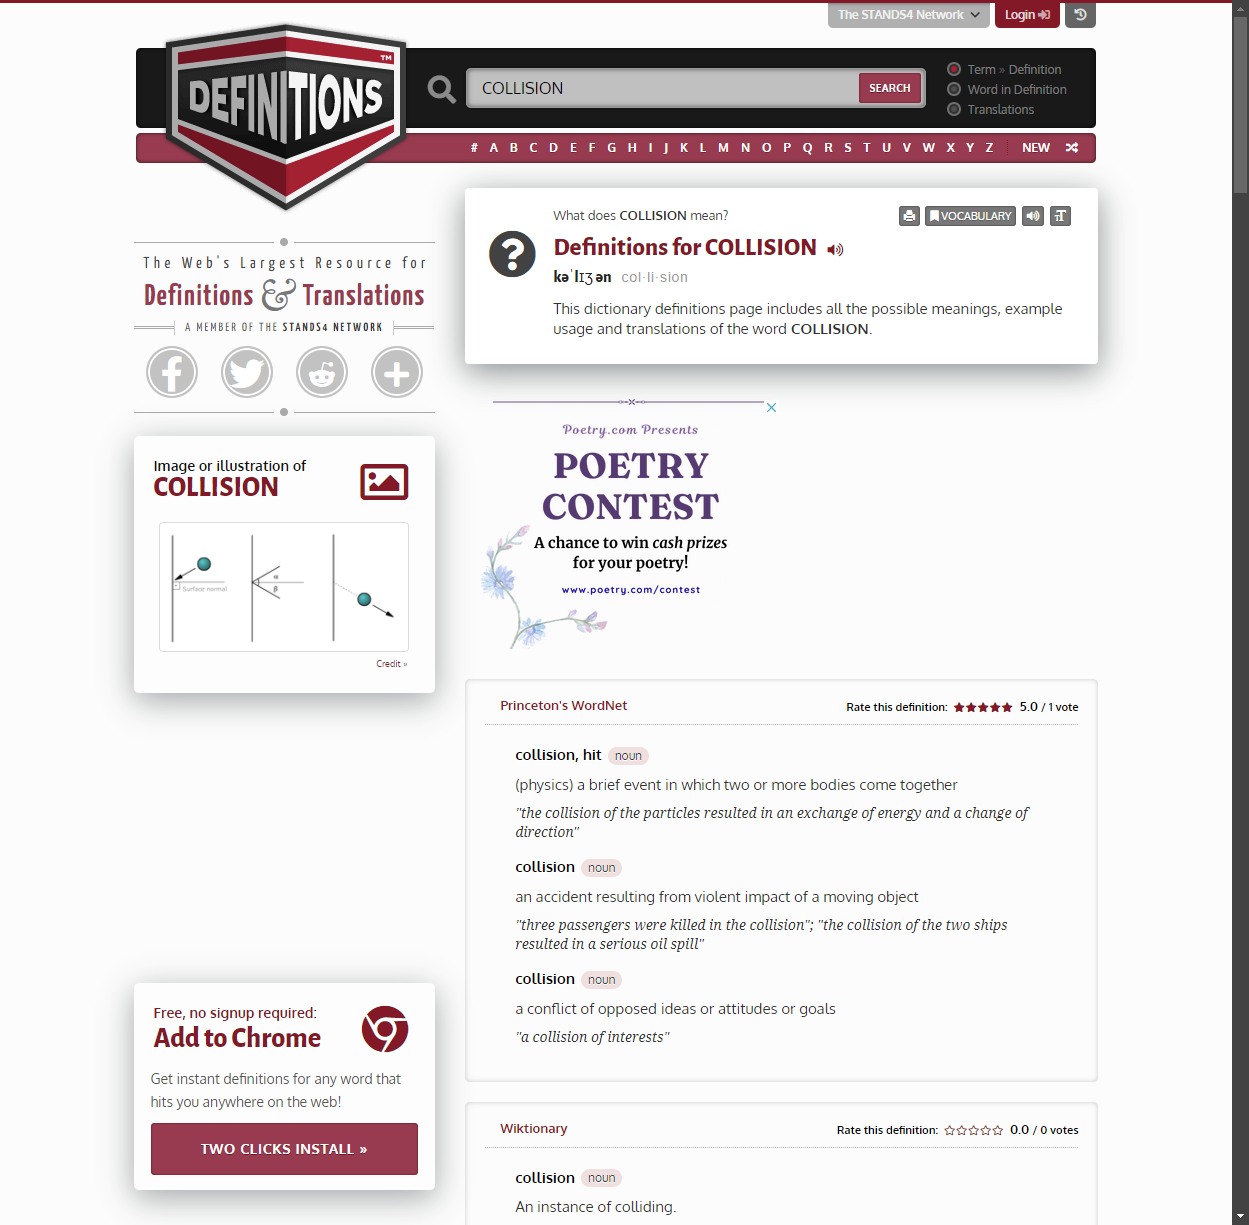 The STANDS4 Network
Login
DEFINITIONS
TM
COLLISION
SEARCH
Term » Definition
Word in Definition
Translations
# A B C D E F G H I J K L M N O P Q R S T U V W X Y Z NEW
The Web's Largest Resource for
Definitions & Translations
A MEMBER OF THE STANDS4 NETWORK
What does COLLISION mean?
VOCABULARY
Definitions for COLLISION
kəˈlɪʒ ən col·li·sion
This dictionary definitions page includes all the possible meanings, example
usage and translations of the word COLLISION.
Image or illustration of
COLLISION
Surface normal
α
β
Credit »
Poetry.com Presents
POETRY
CONTEST
A chance to win cash prizes
for your poetry!
www.poetry.com/contest
Princeton's WordNet
Rate this definition: 5.0 / 1 vote
collision, hit noun
(physics) a brief event in which two or more bodies come together
"the collision of the particles resulted in an exchange of energy and a change of
direction"
collision noun
an accident resulting from violent impact of a moving object
"three passengers were killed in the collision"; "the collision of the two ships
resulted in a serious oil spill"
collision noun
a conflict of opposed ideas or attitudes or goals
"a collision of interests"
Free, no signup required:
Add to Chrome
Get instant definitions for any word that
hits you anywhere on the web!
TWO CLICKS INSTALL »
Wiktionary
Rate this definition: 0.0 / 0 votes
collision noun
An instance of colliding.